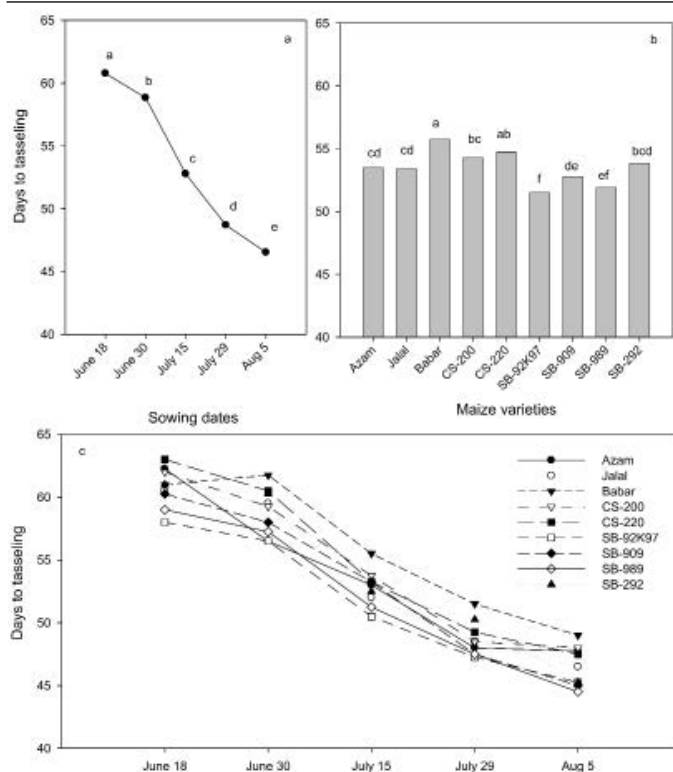 65
60
55
50
45
40
Days to tasseling
a
a
b
c
d
e
June 18
June 30
July 15
July 29
Aug 5
Sowing dates
65
60
55
50
45
40
b
cd
cd
a
bc
ab
f
de
ef
bcd
Azam
Jalal
Babar
CS-200
CS-220
SB-92K97
SB-909
SB-989
SB-292
Maize varieties
65
60
55
50
45
40
Days to tasseling
c
Azam
Jalal
Babar
CS-200
CS-220
SB-92K97
SB-909
SB-989
SB-292
June 18
June 30
July 15
July 29
Aug 5